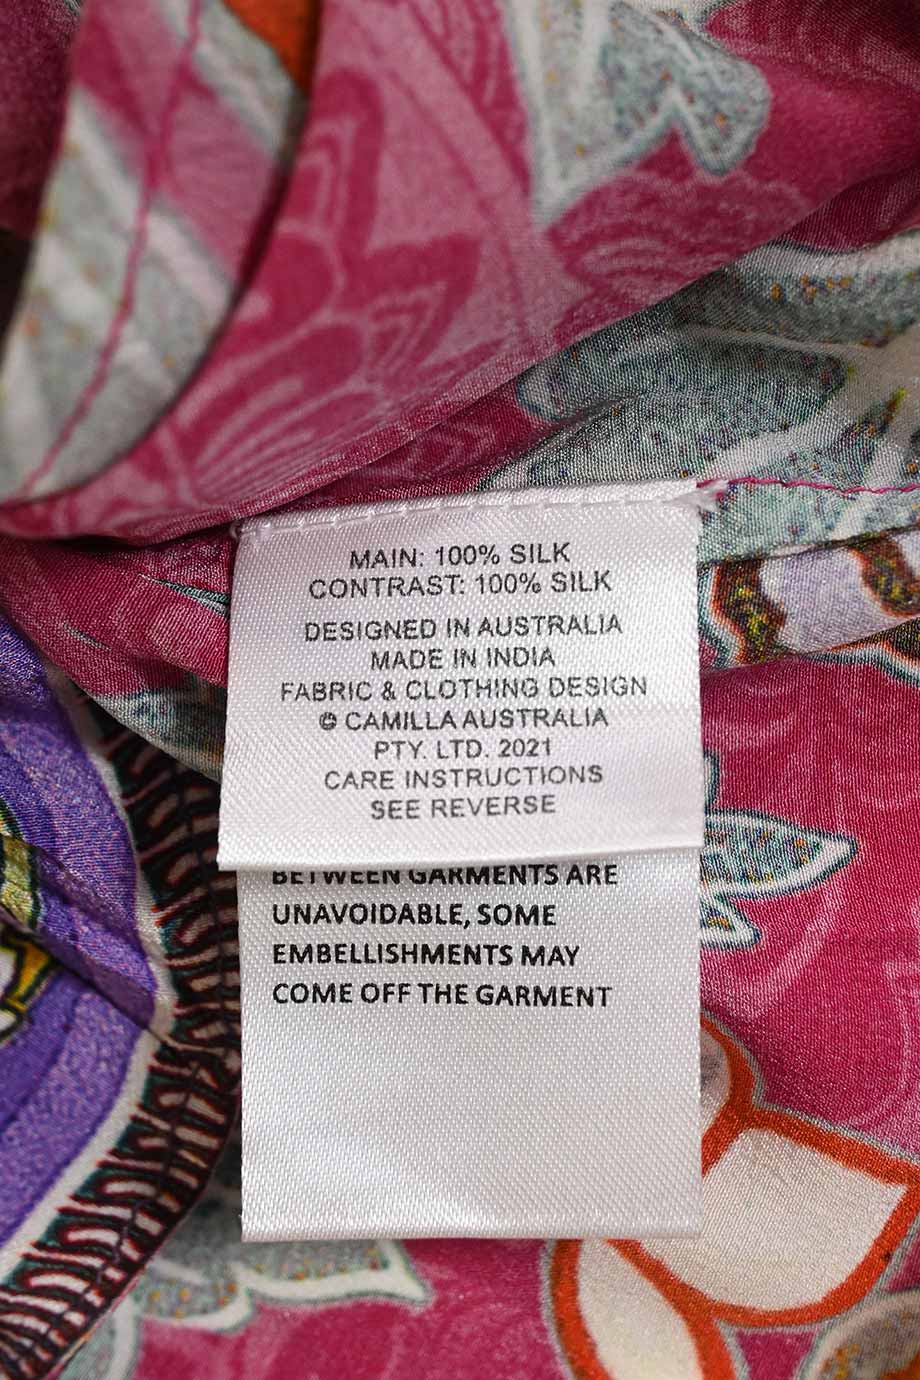 MAIN: 100% SILK
CONTRAST: 100% SILK
DESIGNED IN AUSTRALIA
MADE IN INDIA
FABRIC & CLOTHING DESIGN
© CAMILLA AUSTRALIA
PTY. LTD. 2021
CARE INSTRUCTIONS
SEE REVERSE
BETWEEN GARMENTS ARE
UNAVOIDABLE, SOME
EMBELLISHMENTS MAY
COME OFF THE GARMENT